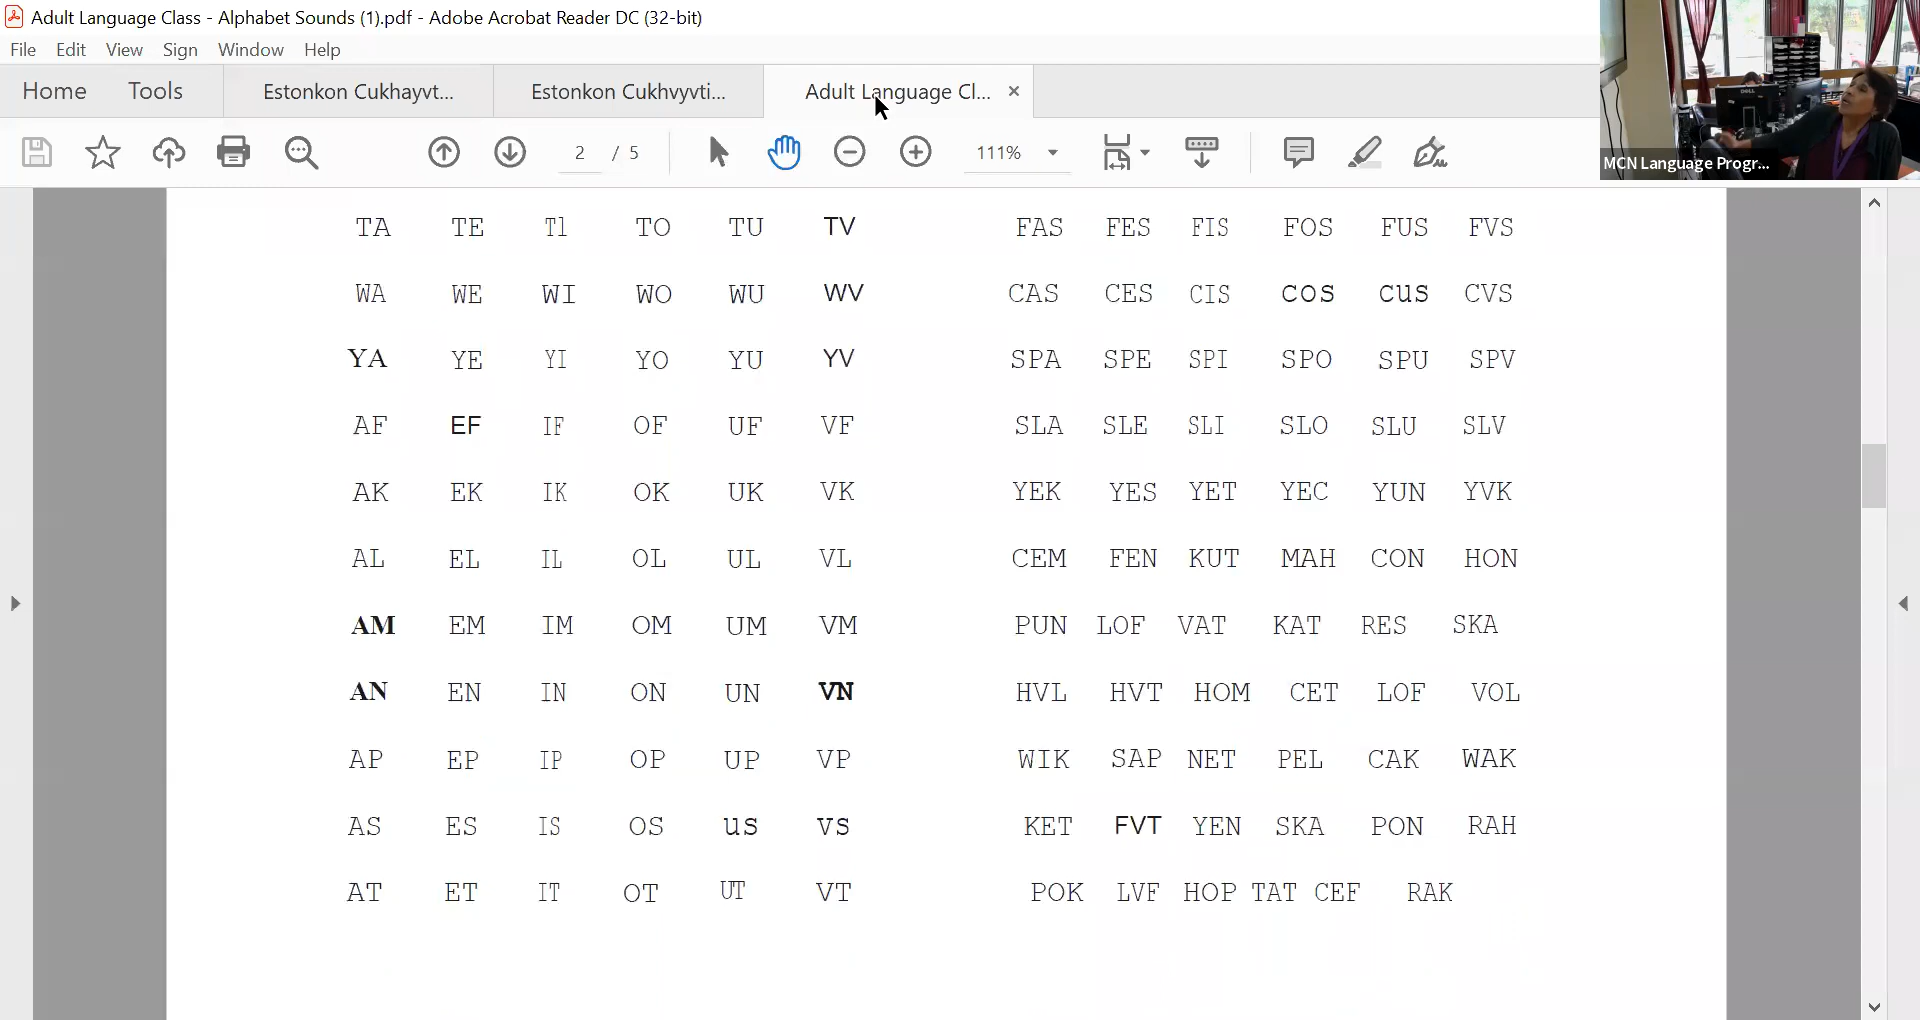 Adult Language Class - Alphabet Sounds (1).pdf - Adobe Acrobat Reader DC (32-bit)
File Edit View Sign Window Help
Home Tools Estonkon Cukhayvt... Estonkon Cukhvyvti... Adult Language Cl... ×
2 / 5 111%
MCN Language Progr...
TA TE Tl TO TU TV FAS FES FIS FOS FUS FVS
WA WE WI WO WU WV CAS CES CIS cos cus CVS
YA YE YI YO YU YV SPA SPE SPI SPO SPU SPV
AF EF IF OF UF VF SLA SLE SLI SLO SLU SLV
AK EK IK OK UK VK YEK YES YET YEC YUN YVK
AL EL IL OL UL VL CEM FEN KUT MAH CON HON
AM EM IM OM UM VM PUN LOF VAT KAT RES SKA
AN EN IN ON UN VN HVL HVT HOM CET LOF VOL
AP EP IP OP UP VP WIK SAP NET PEL CAK WAK
AS ES IS OS us vs KET FVT YEN SKA PON RAH
AT ET IT OT UT VT POK LVF HOP TAT CEF RAK